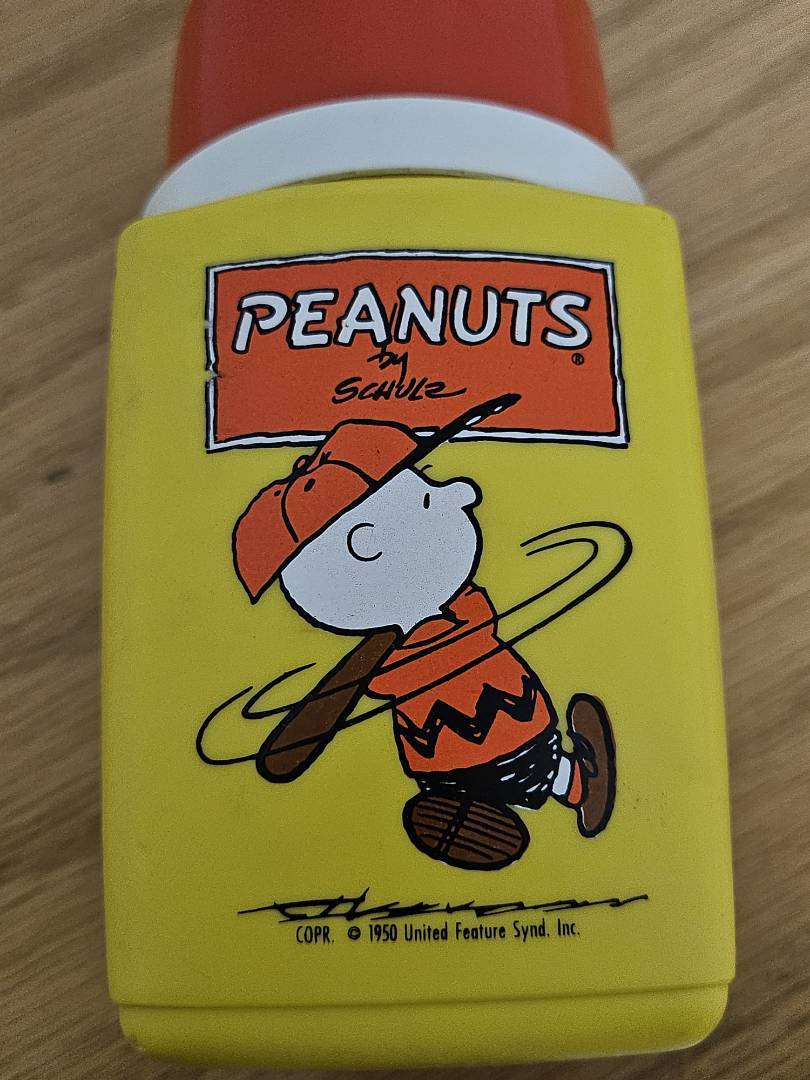 PEANUTS®
by
SCHULZ
COPR. © 1950 United Feature Synd. Inc.